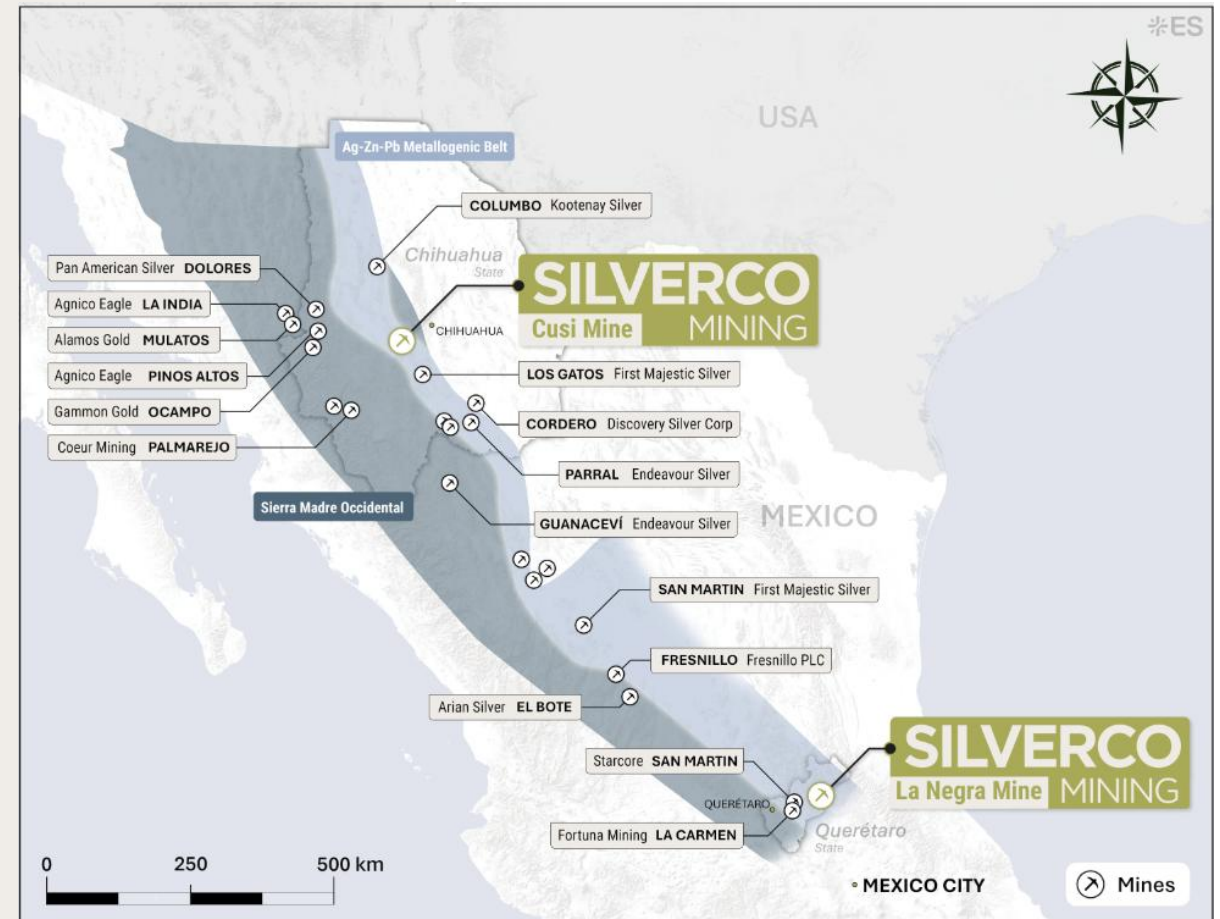 ES
USA
Ag-Zn-Pb Metallogenic Belt
COLUMBO Kootenay Silver
Chihuahua
State
Pan American Silver DOLORES
Agnico Eagle LA INDIA
Alamos Gold MULATOS
Agnico Eagle PINOS ALTOS
Gammon Gold OCAMPO
Coeur Mining PALMAREJO
SILVERCO
Cusi Mine MINING
CHIHUAHUA
LOS GATOS First Majestic Silver
CORDERO Discovery Silver Corp
PARRAL Endeavour Silver
Sierra Madre Occidental
GUANACEVÍ Endeavour Silver
MEXICO
SAN MARTIN First Majestic Silver
FRESNILLO Fresnillo PLC
Arian Silver EL BOTE
SILVERCO
La Negra Mine MINING
Starcore SAN MARTIN
QUERÉTARO
Fortuna Mining LA CARMEN
Querétaro
State
0 250 500 km
MEXICO CITY
Mines